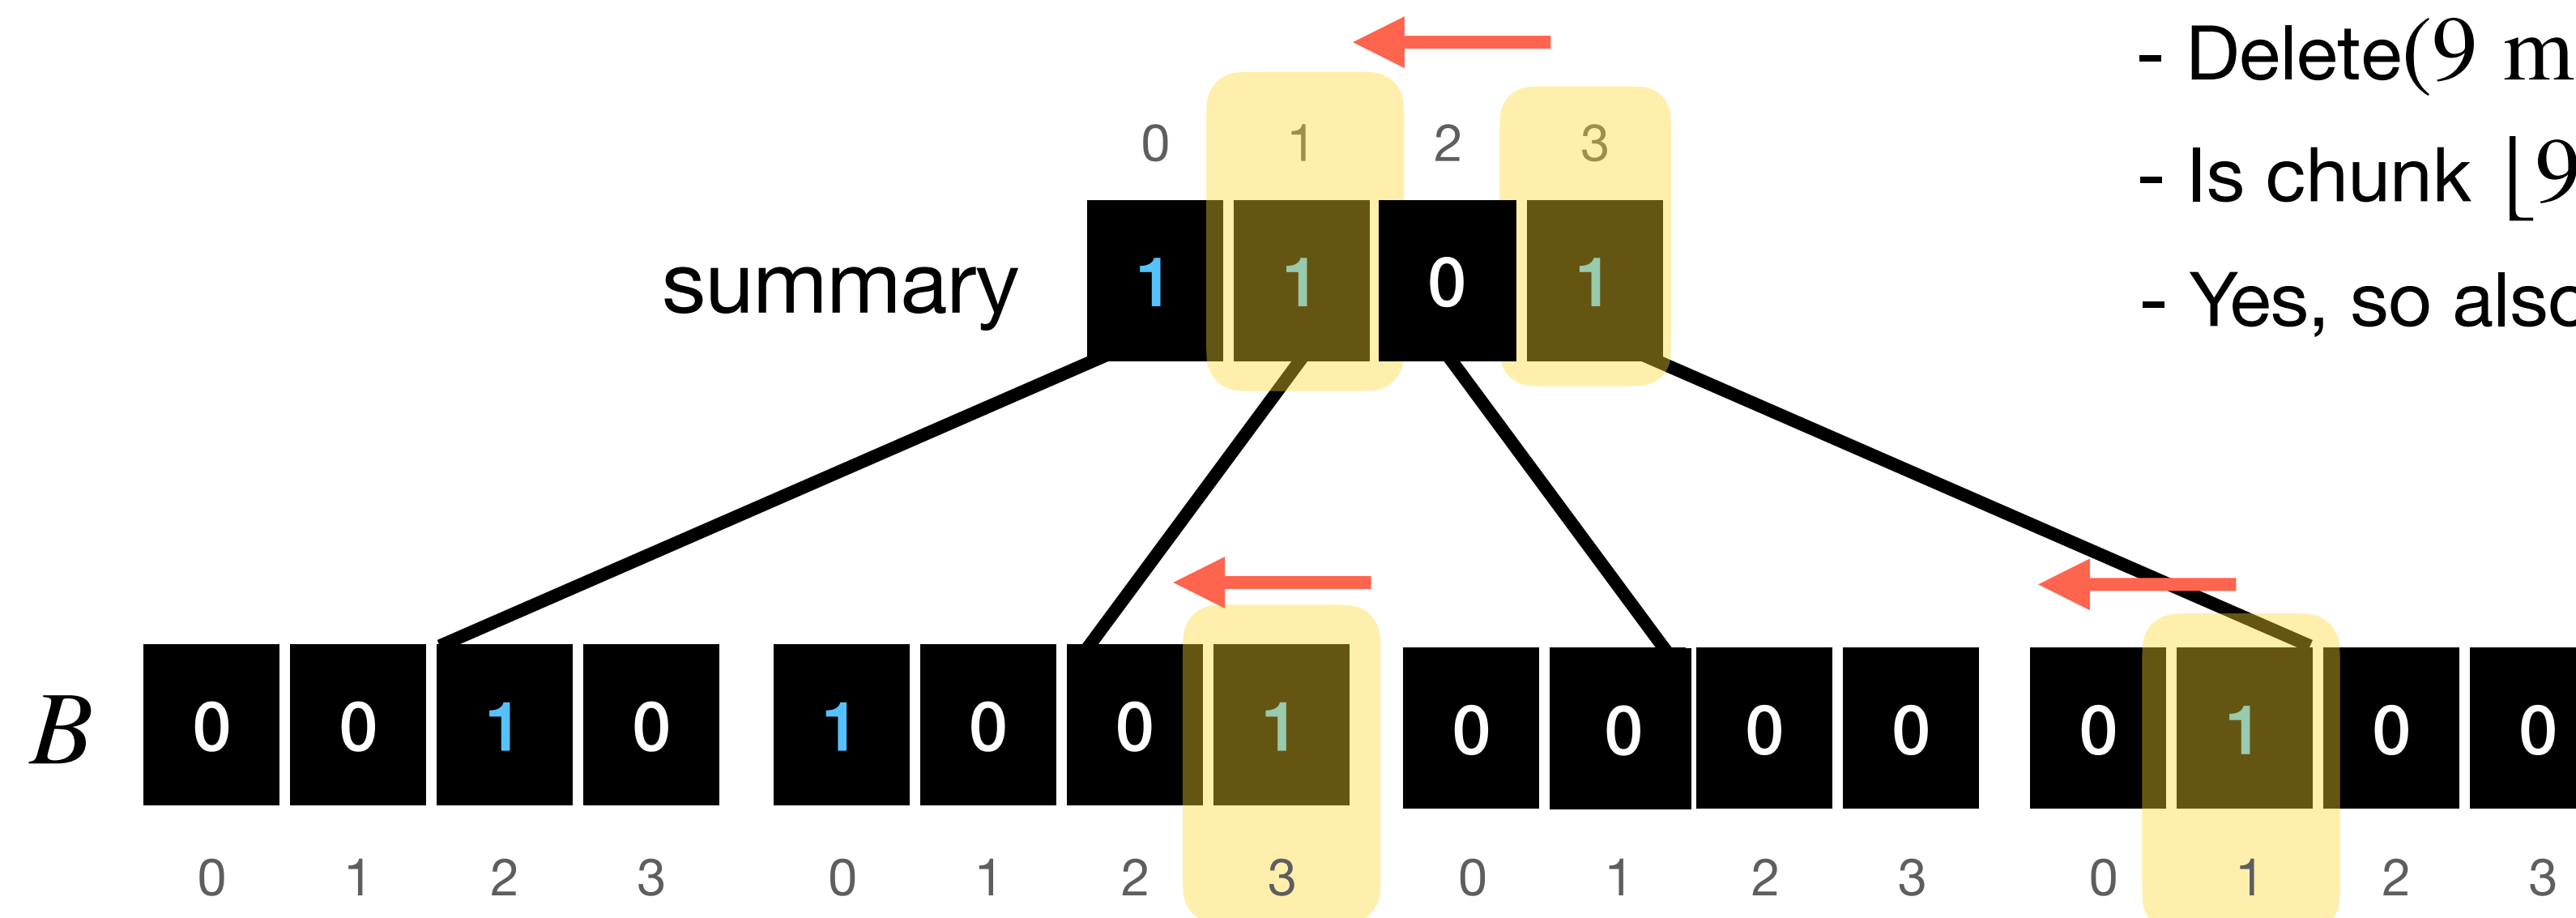 - Delete(9 m
0 1 2 3
- Is chunk ⌊9
summary 1 1 0 1
- Yes, so also
B 0 0 1 0 1 0 0 1 0 0 0 0 0 1 0 0
0 1 2 3 0 1 2 3 0 1 2 3 0 1 2 3